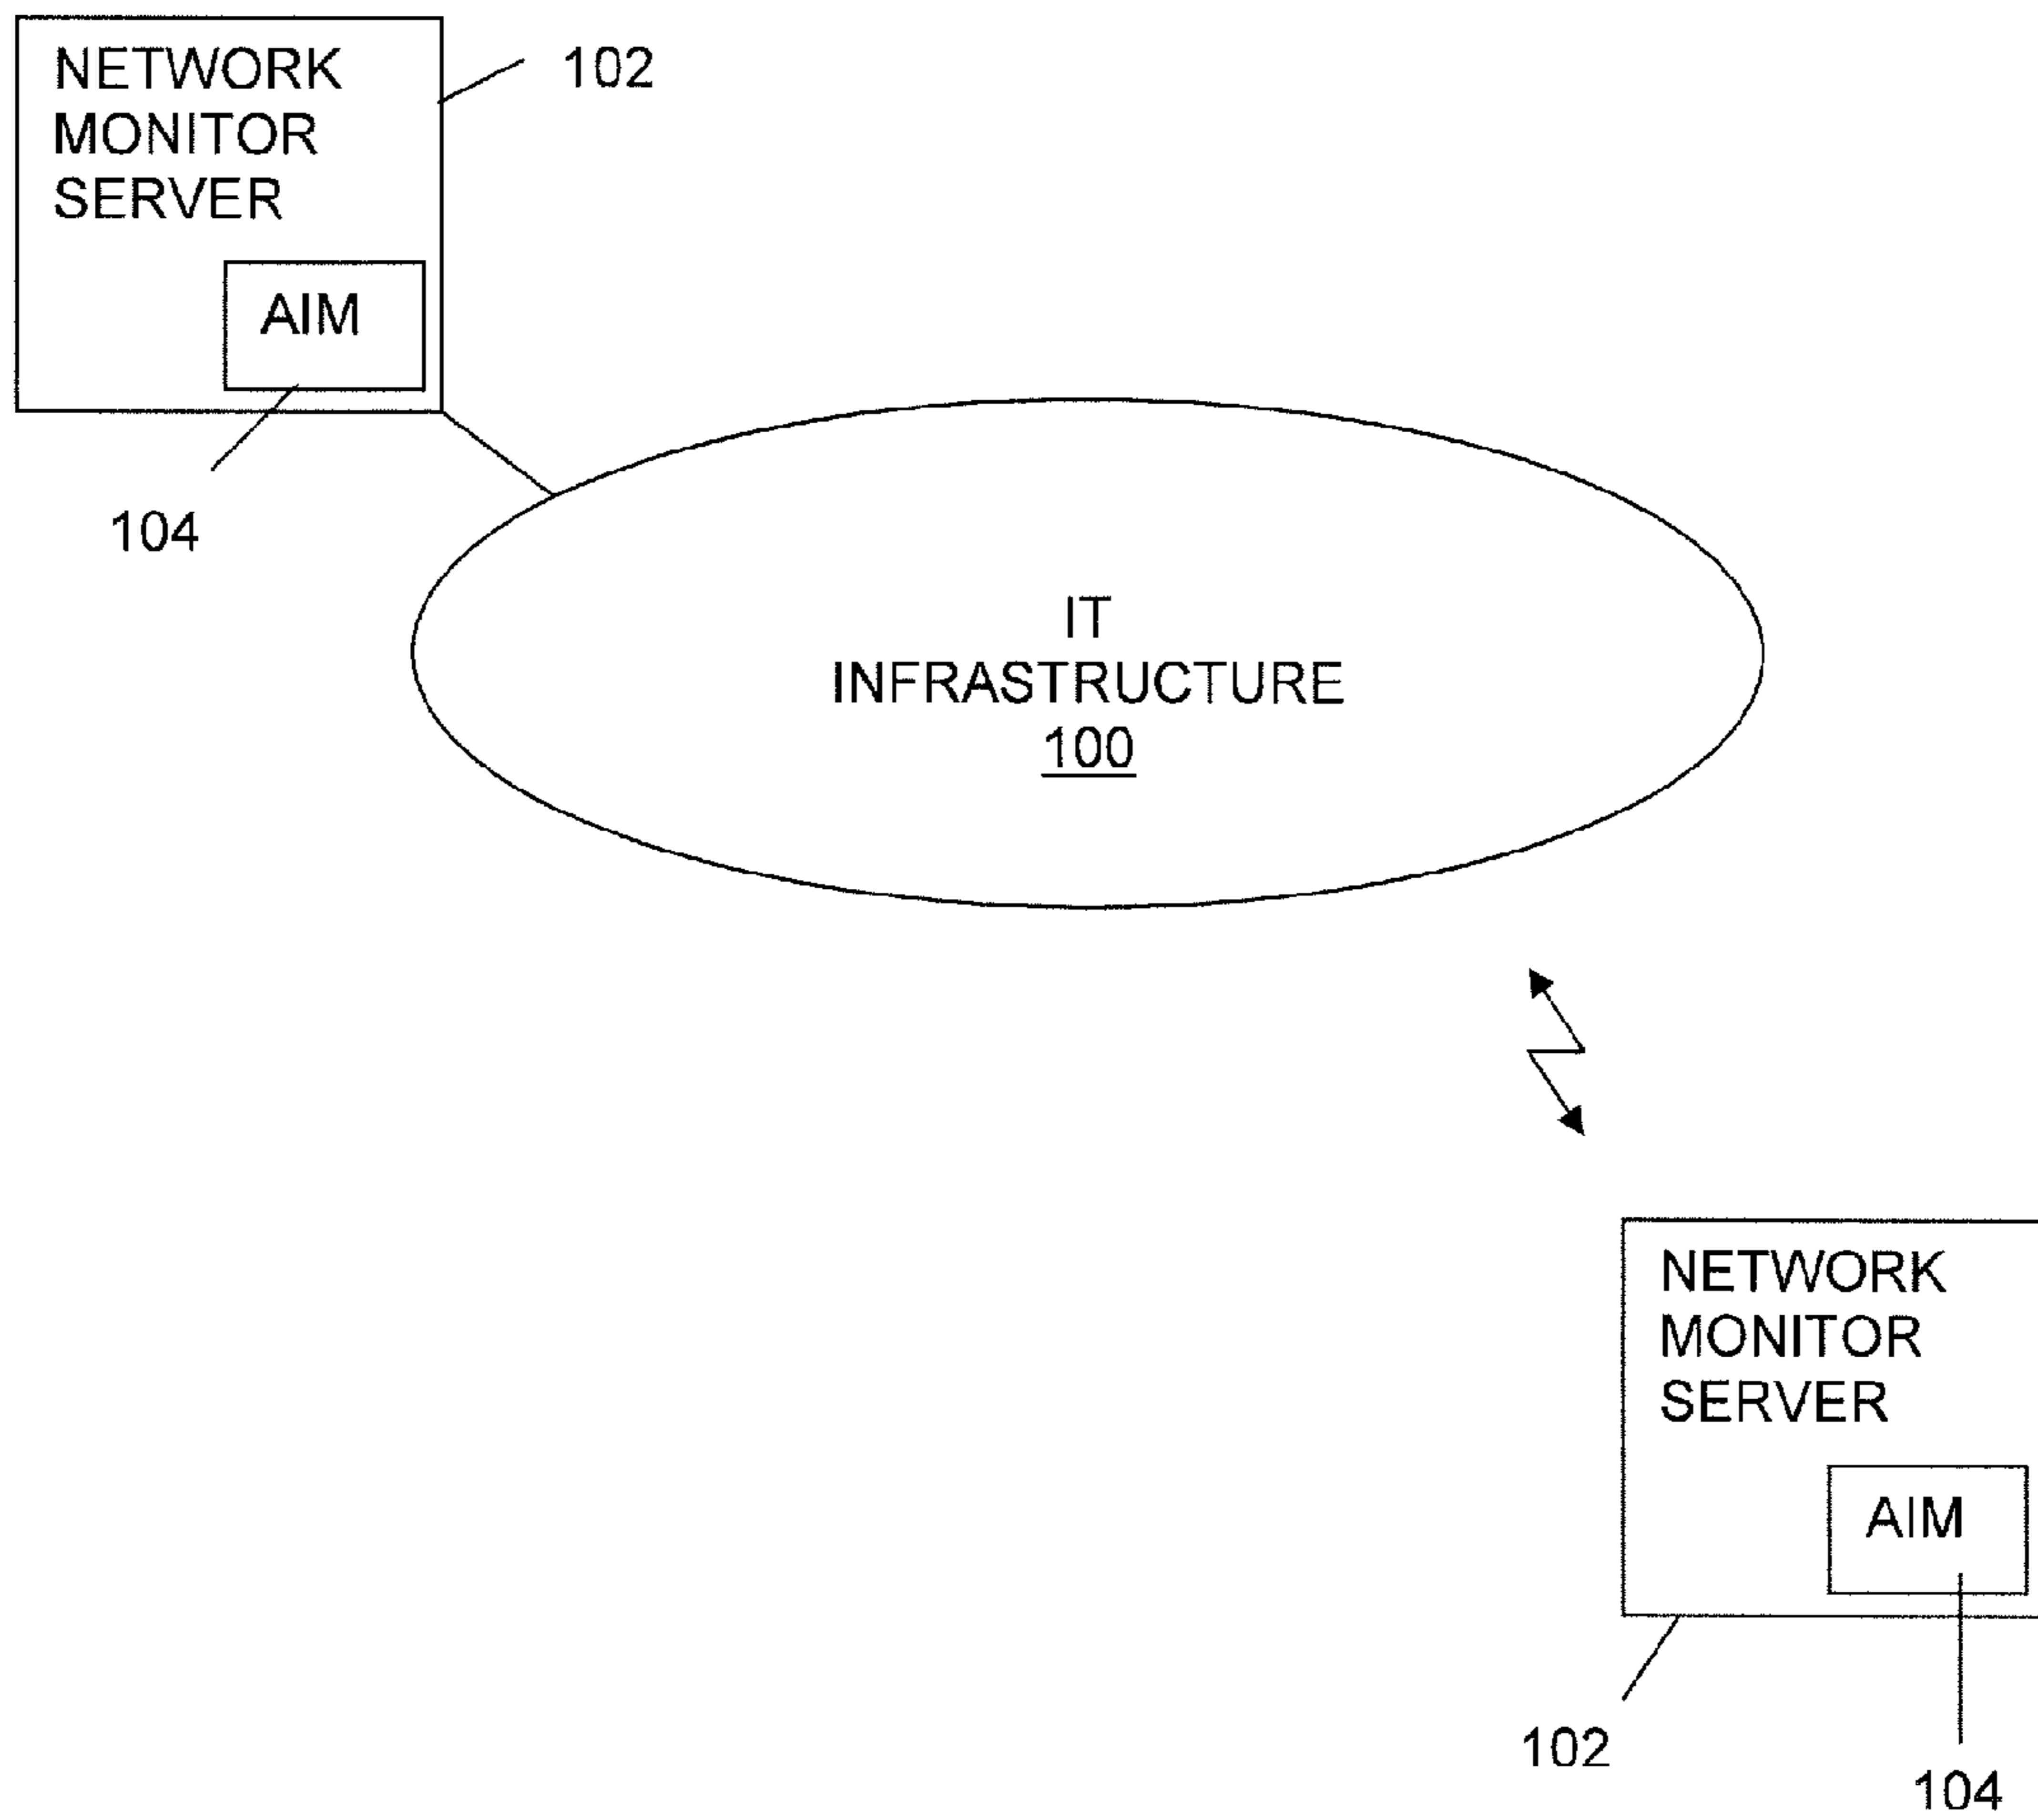 NETWORK
MONITOR
SERVER
102
AIM
104
IT
INFRASTRUCTURE
100
NETWORK
MONITOR
SERVER
AIM
102
104